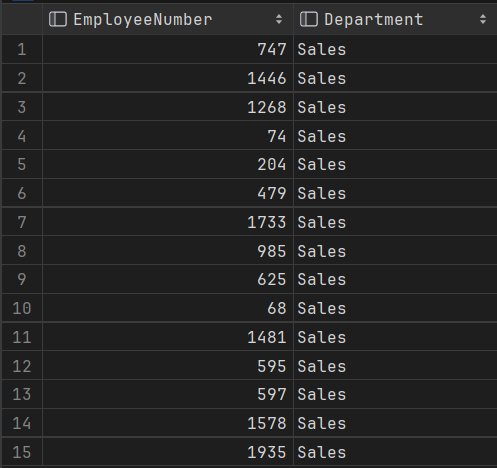 EmployeeNumber Department
1 747 Sales
2 1446 Sales
3 1268 Sales
4 74 Sales
5 204 Sales
6 479 Sales
7 1733 Sales
8 985 Sales
9 625 Sales
10 68 Sales
11 1481 Sales
12 595 Sales
13 597 Sales
14 1578 Sales
15 1935 Sales